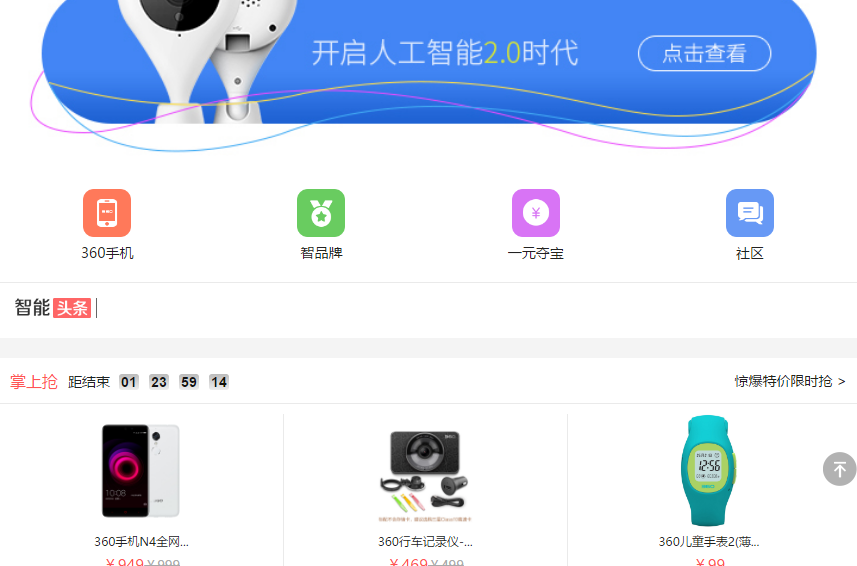 开启人工智能2.0时代
点击查看
360手机
智品牌
一元夺宝
社区
智能 头条
掌上抢 距结束 01 23 59 14
惊爆特价限时抢 >
10:08
12:56
360手机N4全网...
360行车记录仪-...
360儿童手表2(薄...
¥949 ¥999
¥469 ¥499
¥99